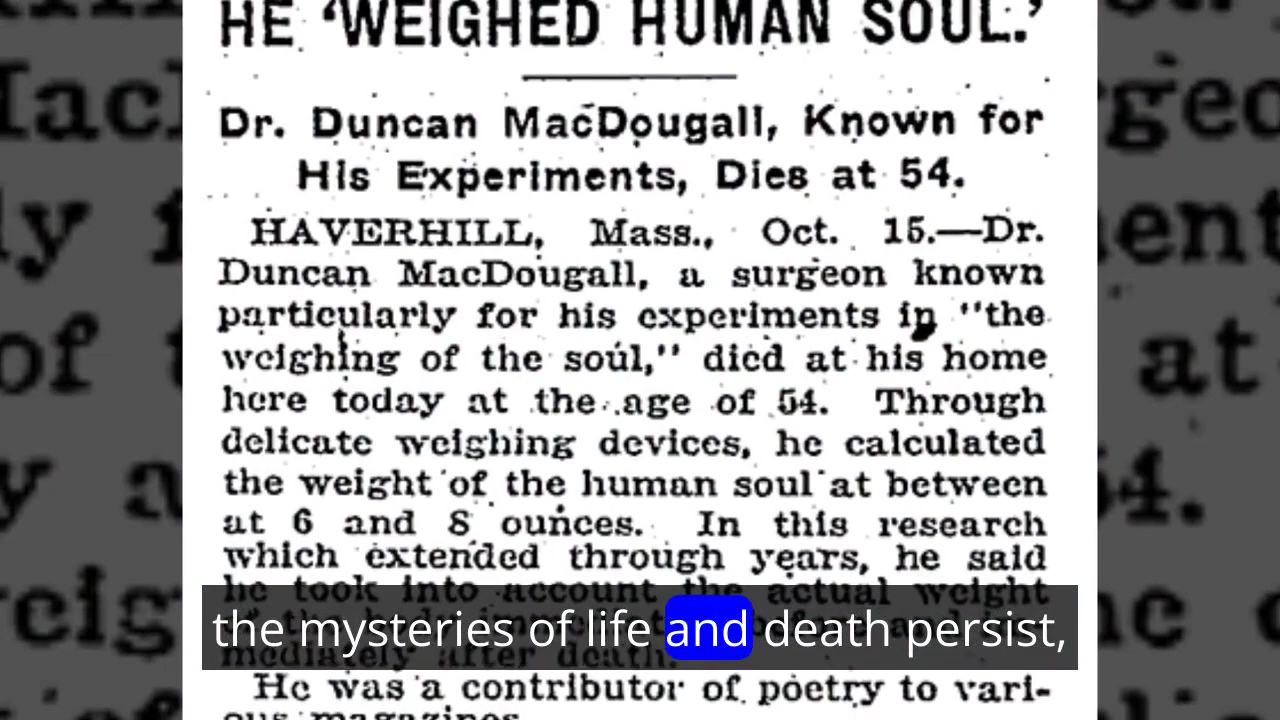 HE 'WEIGHED HUMAN SOUL.'
Dr. Duncan MacDougall, Known for
His Experiments, Dies at 54.
HAVERHILL, Mass., Oct. 15.—Dr.
Duncan MacDougall, a surgeon known
particularly for his experiments in "the
weighing of the soul," died at his home
here today at the age of 54. Through
delicate weighing devices, he calculated
the weight of the human soul at between
at 6 and 8 ounces. In this research
which extended through years, he said
he took into account the actual weight
the mysteries of life and death persist,
mediately after death.
He was a contributor of poetry to vari-
ous magazines.